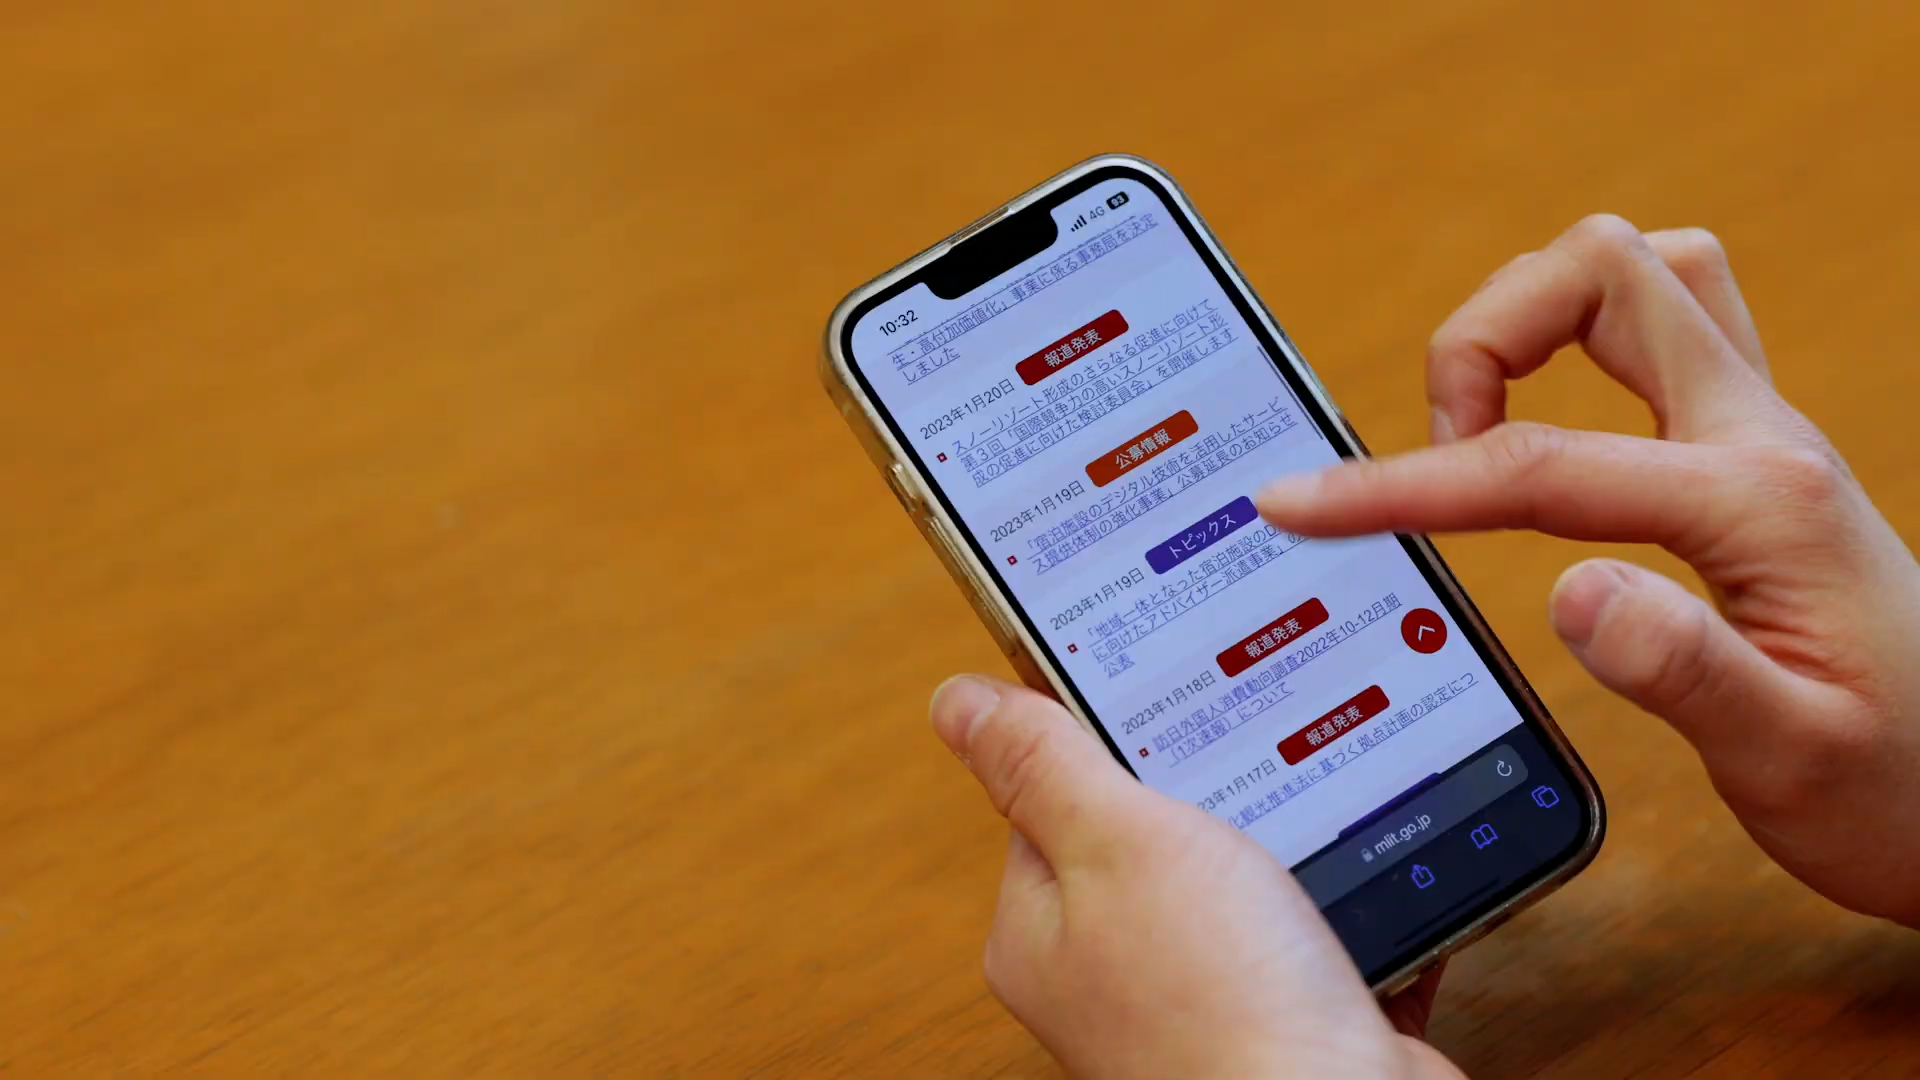 10:32
4G 93
生・高付加価値化」事業に係る事務局を決定
しました
2023年1月20日 報道発表
スノーリゾート形成のさらなる促進に向けて
第3回「国際競争力の高いスノーリゾート形
成の促進に向けた検討委員会」を開催します
2023年1月19日 公募情報
「宿泊施設のデジタル技術を活用したサービ
ス提供体制の強化事業」公募延長のお知らせ
2023年1月19日 トピックス
「地域一体となった宿泊施設のD
に向けたアドバイザー派遣事業」の
公表
2023年1月18日 報道発表
訪日外国人消費動向調査2022年10-12月期
(1次速報)について
23年1月17日 報道発表
化観光推進法に基づく拠点計画の認定につ
mlit.go.jp